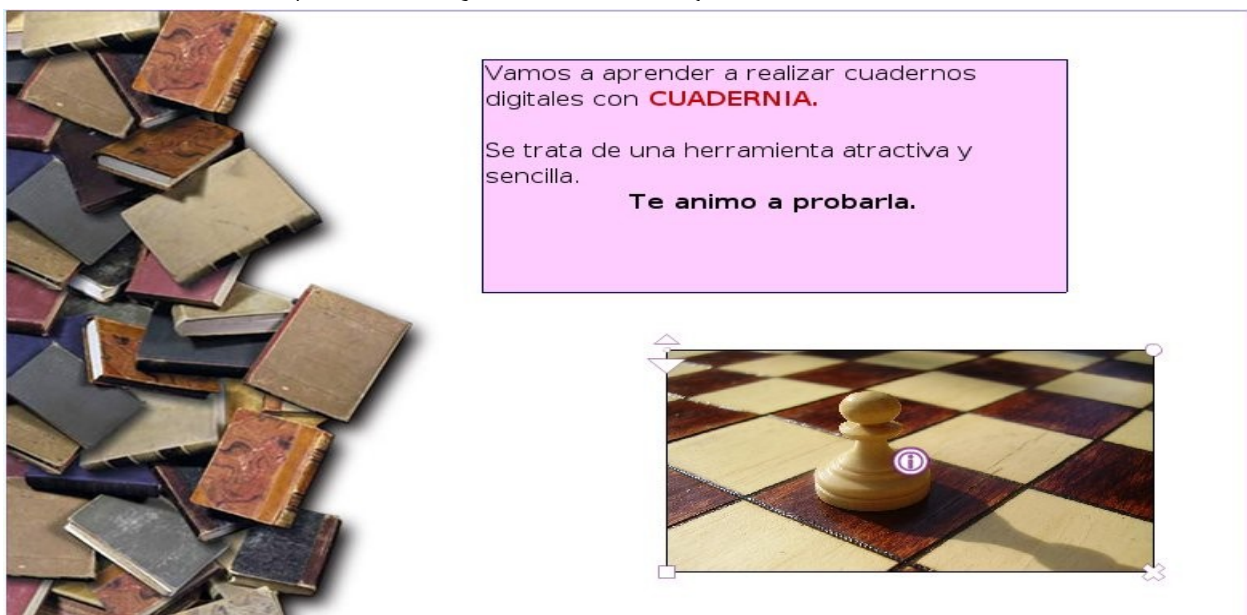 Vamos a aprender a realizar cuadernos
digitales con CUADERNIA.
Se trata de una herramienta atractiva y
sencilla.
Te animo a probarla.